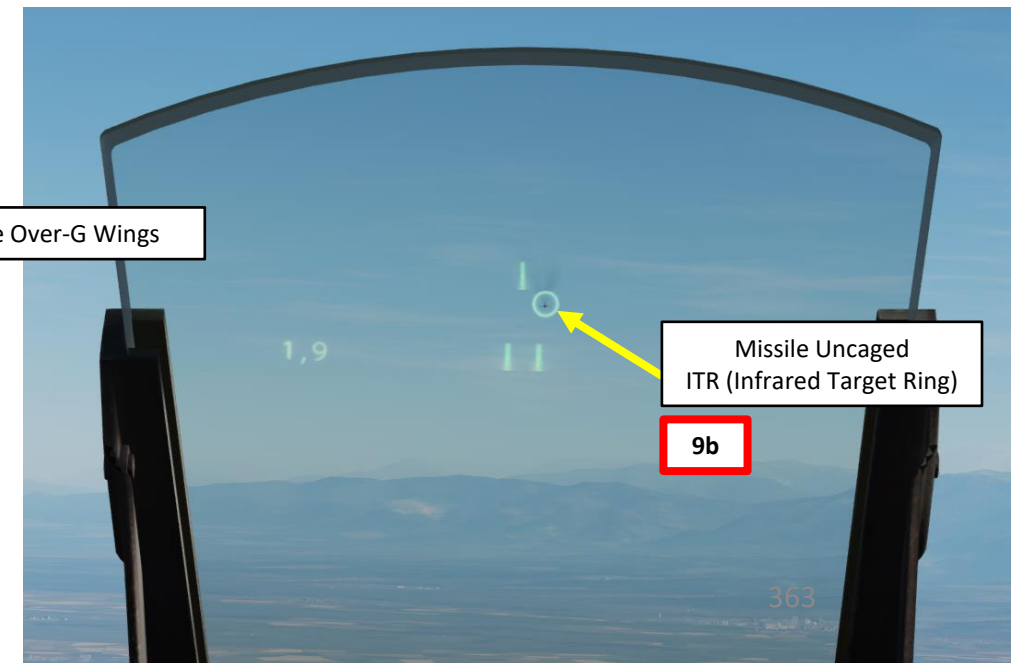 Over-G Wings
1,9
Missile Uncaged
ITR (Infrared Target Ring)
9b
363